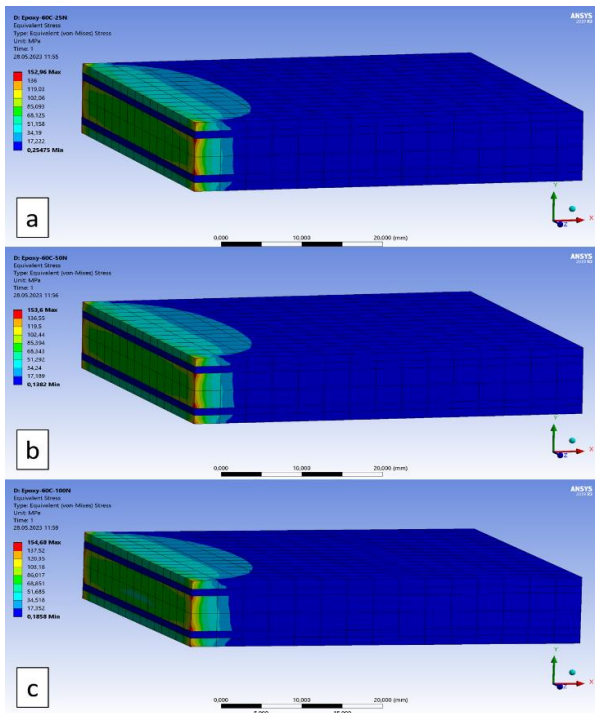 D: Epoxy-60C-25N
Equivalent Stress
Type: Equivalent (von-Mises) Stress
Unit: MPa
Time: 1
28.05.2023 11:55
152,96 Max
136
119,03
102,06
85,093
68,125
51,158
34,19
17,222
0,25475 Min
ANSYS
a
0,000 10,000 20,000 (mm)
Y
X
Z
D: Epoxy-60C-50N
Equivalent Stress
Type: Equivalent (von-Mises) Stress
Unit: MPa
Time: 1
28.05.2023 11:56
153,6 Max
136,55
119,5
102,44
85,394
68,343
51,292
34,24
17,189
0,1382 Min
ANSYS
b
0,000 10,000 20,000 (mm)
Y
X
Z
D: Epoxy-60C-100N
Equivalent Stress
Type: Equivalent (von-Mises) Stress
Unit: MPa
Time: 1
28.05.2023 11:58
154,68 Max
137,52
120,35
103,18
86,017
68,851
51,685
34,518
17,352
0,1858 Min
ANSYS
c
0,000 10,000 20,000 (mm)
5,000 15,000
Y
X
Z